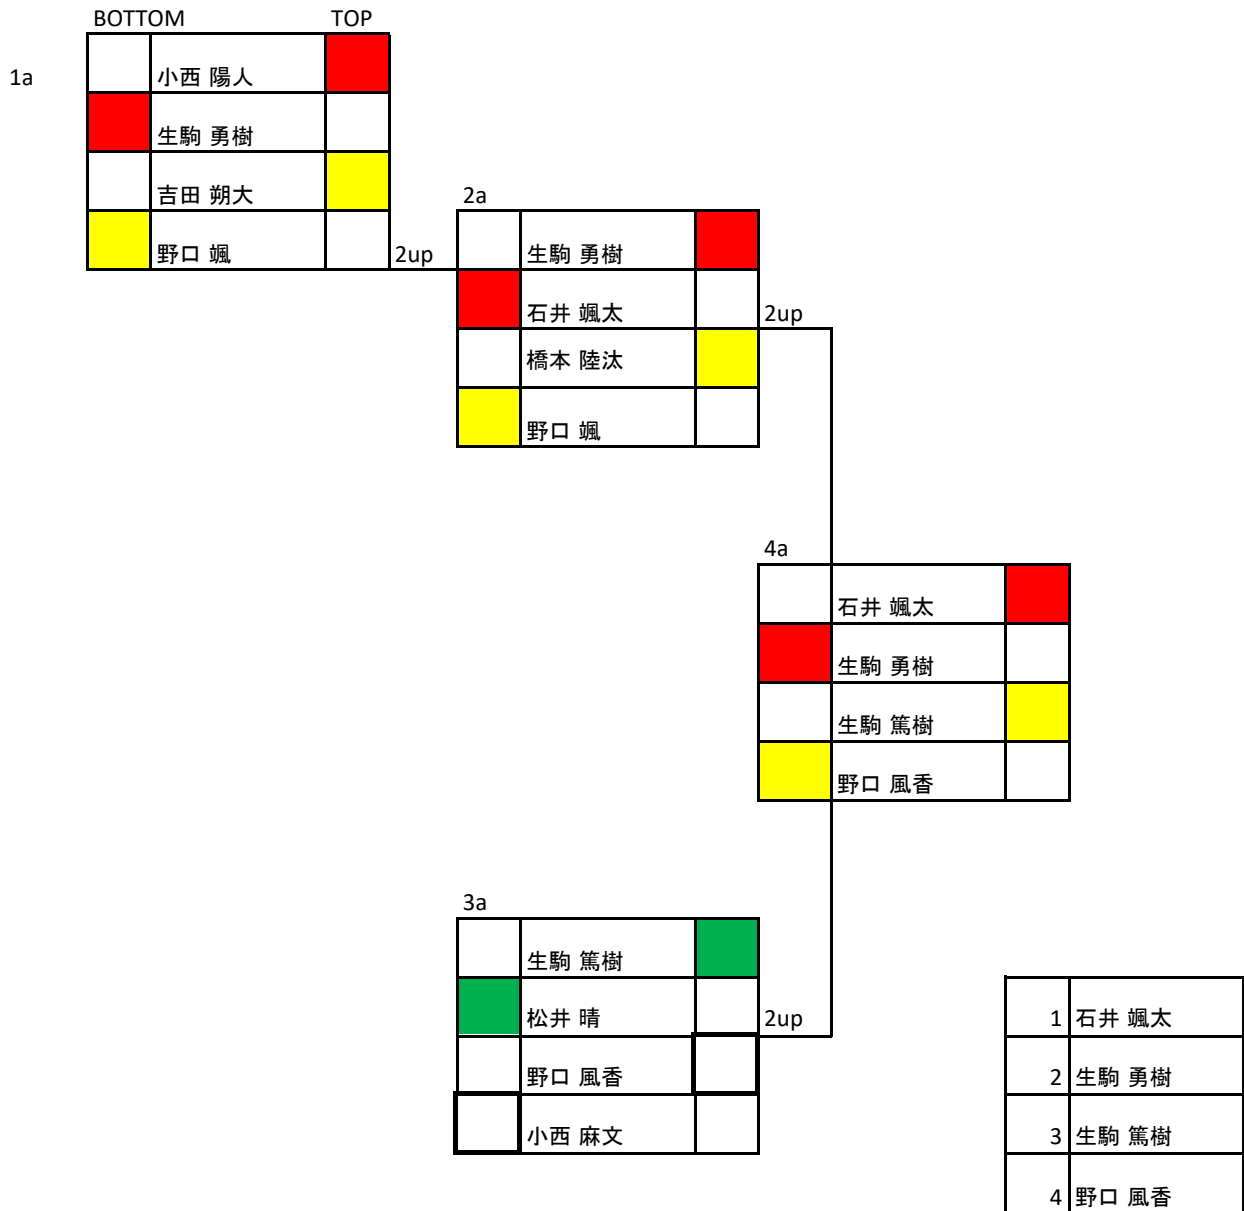 BOTTOM TOP
1a
小西 陽人
生駒 勇樹
吉田 朔大
野口 颯
2up
2a
生駒 勇樹
石井 颯太
橋本 陸汰
野口 颯
2up
4a
石井 颯太
生駒 勇樹
生駒 篤樹
野口 風香
3a
生駒 篤樹
松井 晴
野口 風香
小西 麻文
2up
1 石井 颯太
2 生駒 勇樹
3 生駒 篤樹
4 野口 風香